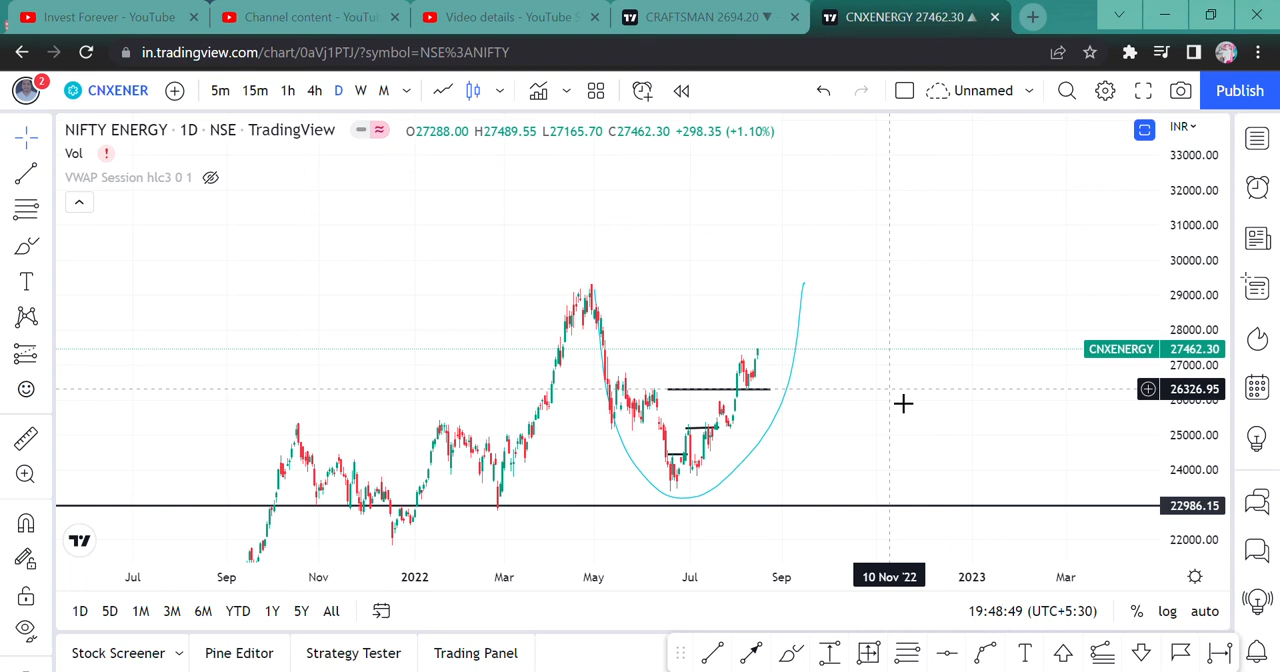 Invest Forever - YouTube
Channel content - YouTu
Video details - YouTube S
CRAFTSMAN 2694.20 ▼
CNXENERGY 27462.30 ▲
in.tradingview.com/chart/0aVj1PTJ/?symbol=NSE%3ANIFTY
2
CNXENER
5m 15m 1h 4h D W M
Unnamed
Publish
NIFTY ENERGY · 1D · NSE · TradingView
O27288.00 H27489.55 L27165.70 C27462.30 +298.35 (+1.10%)
INR
Vol
VWAP Session hlc3 0 1
33000.00
32000.00
31000.00
30000.00
29000.00
28000.00
CNXENERGY 27462.30
27000.00
26326.95
26000.00
25000.00
24000.00
22986.15
22000.00
Jul Sep Nov 2022 Mar May Jul Sep 10 Nov '22 2023 Mar
1D 5D 1M 3M 6M YTD 1Y 5Y All
19:48:49 (UTC+5:30)
% log auto
Stock Screener
Pine Editor
Strategy Tester
Trading Panel